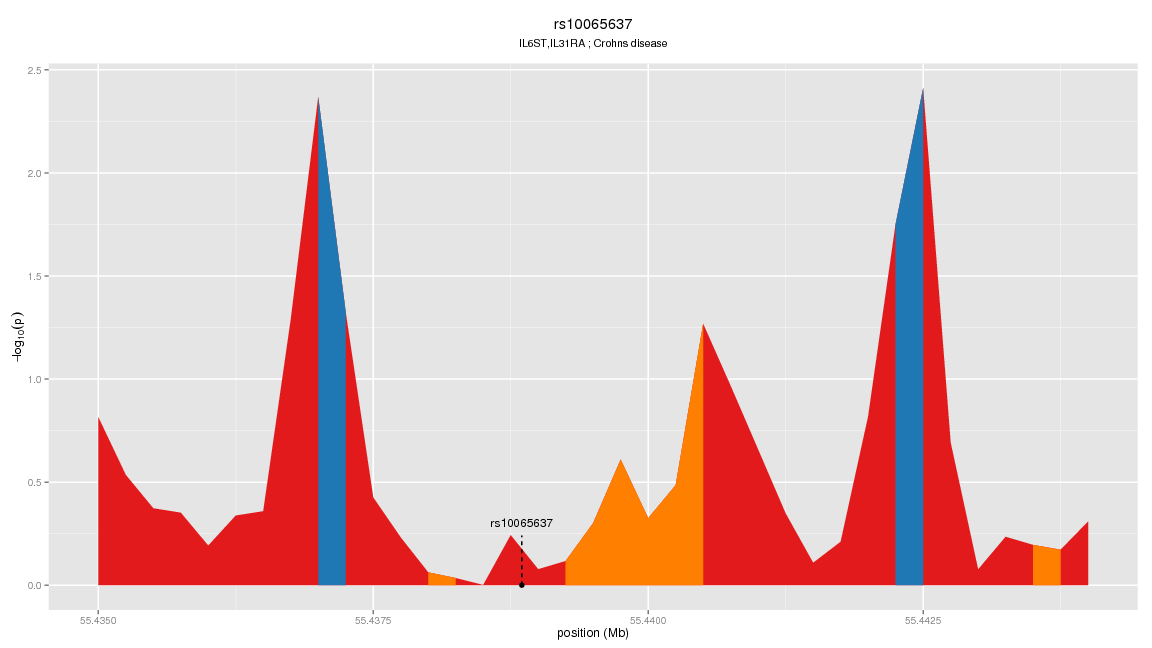 rs10065637
IL6ST,IL31RA ; Crohns disease
2.5
2.0
1.5
1.0
0.5
0.0
−log10(p)
rs10065637
55.4350 55.4375 55.4400 55.4425
position (Mb)